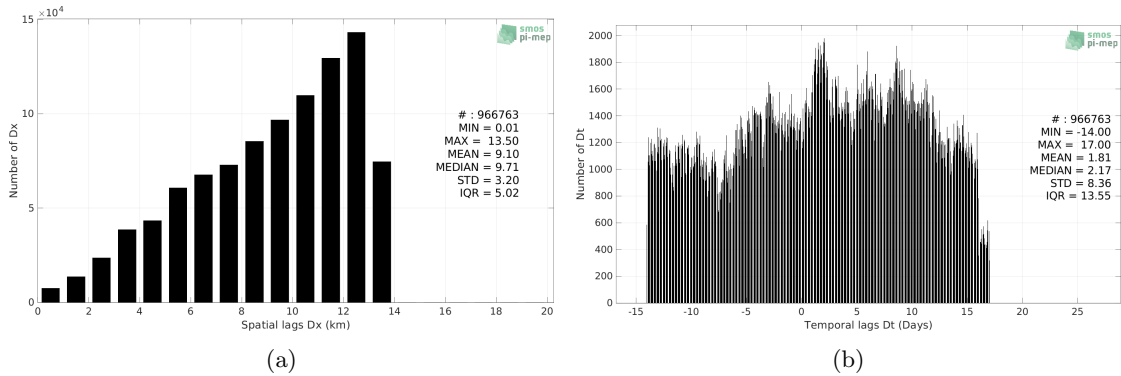 ×10⁴
15
10
5
0
Number of Dx
0 2 4 6 8 10 12 14 16 18 20
Spatial lags Dx (km)
smos
pi-mep
# : 966763
MIN = 0.01
MAX = 13.50
MEAN = 9.10
MEDIAN = 9.71
STD = 3.20
IQR = 5.02
(a)
2000
1800
1600
1400
1200
1000
800
600
400
200
0
Number of Dt
-15 -10 -5 0 5 10 15 20 25
Temporal lags Dt (Days)
smos
pi-mep
# : 966763
MIN = -14.00
MAX = 17.00
MEAN = 1.81
MEDIAN = 2.17
STD = 8.36
IQR = 13.55
(b)